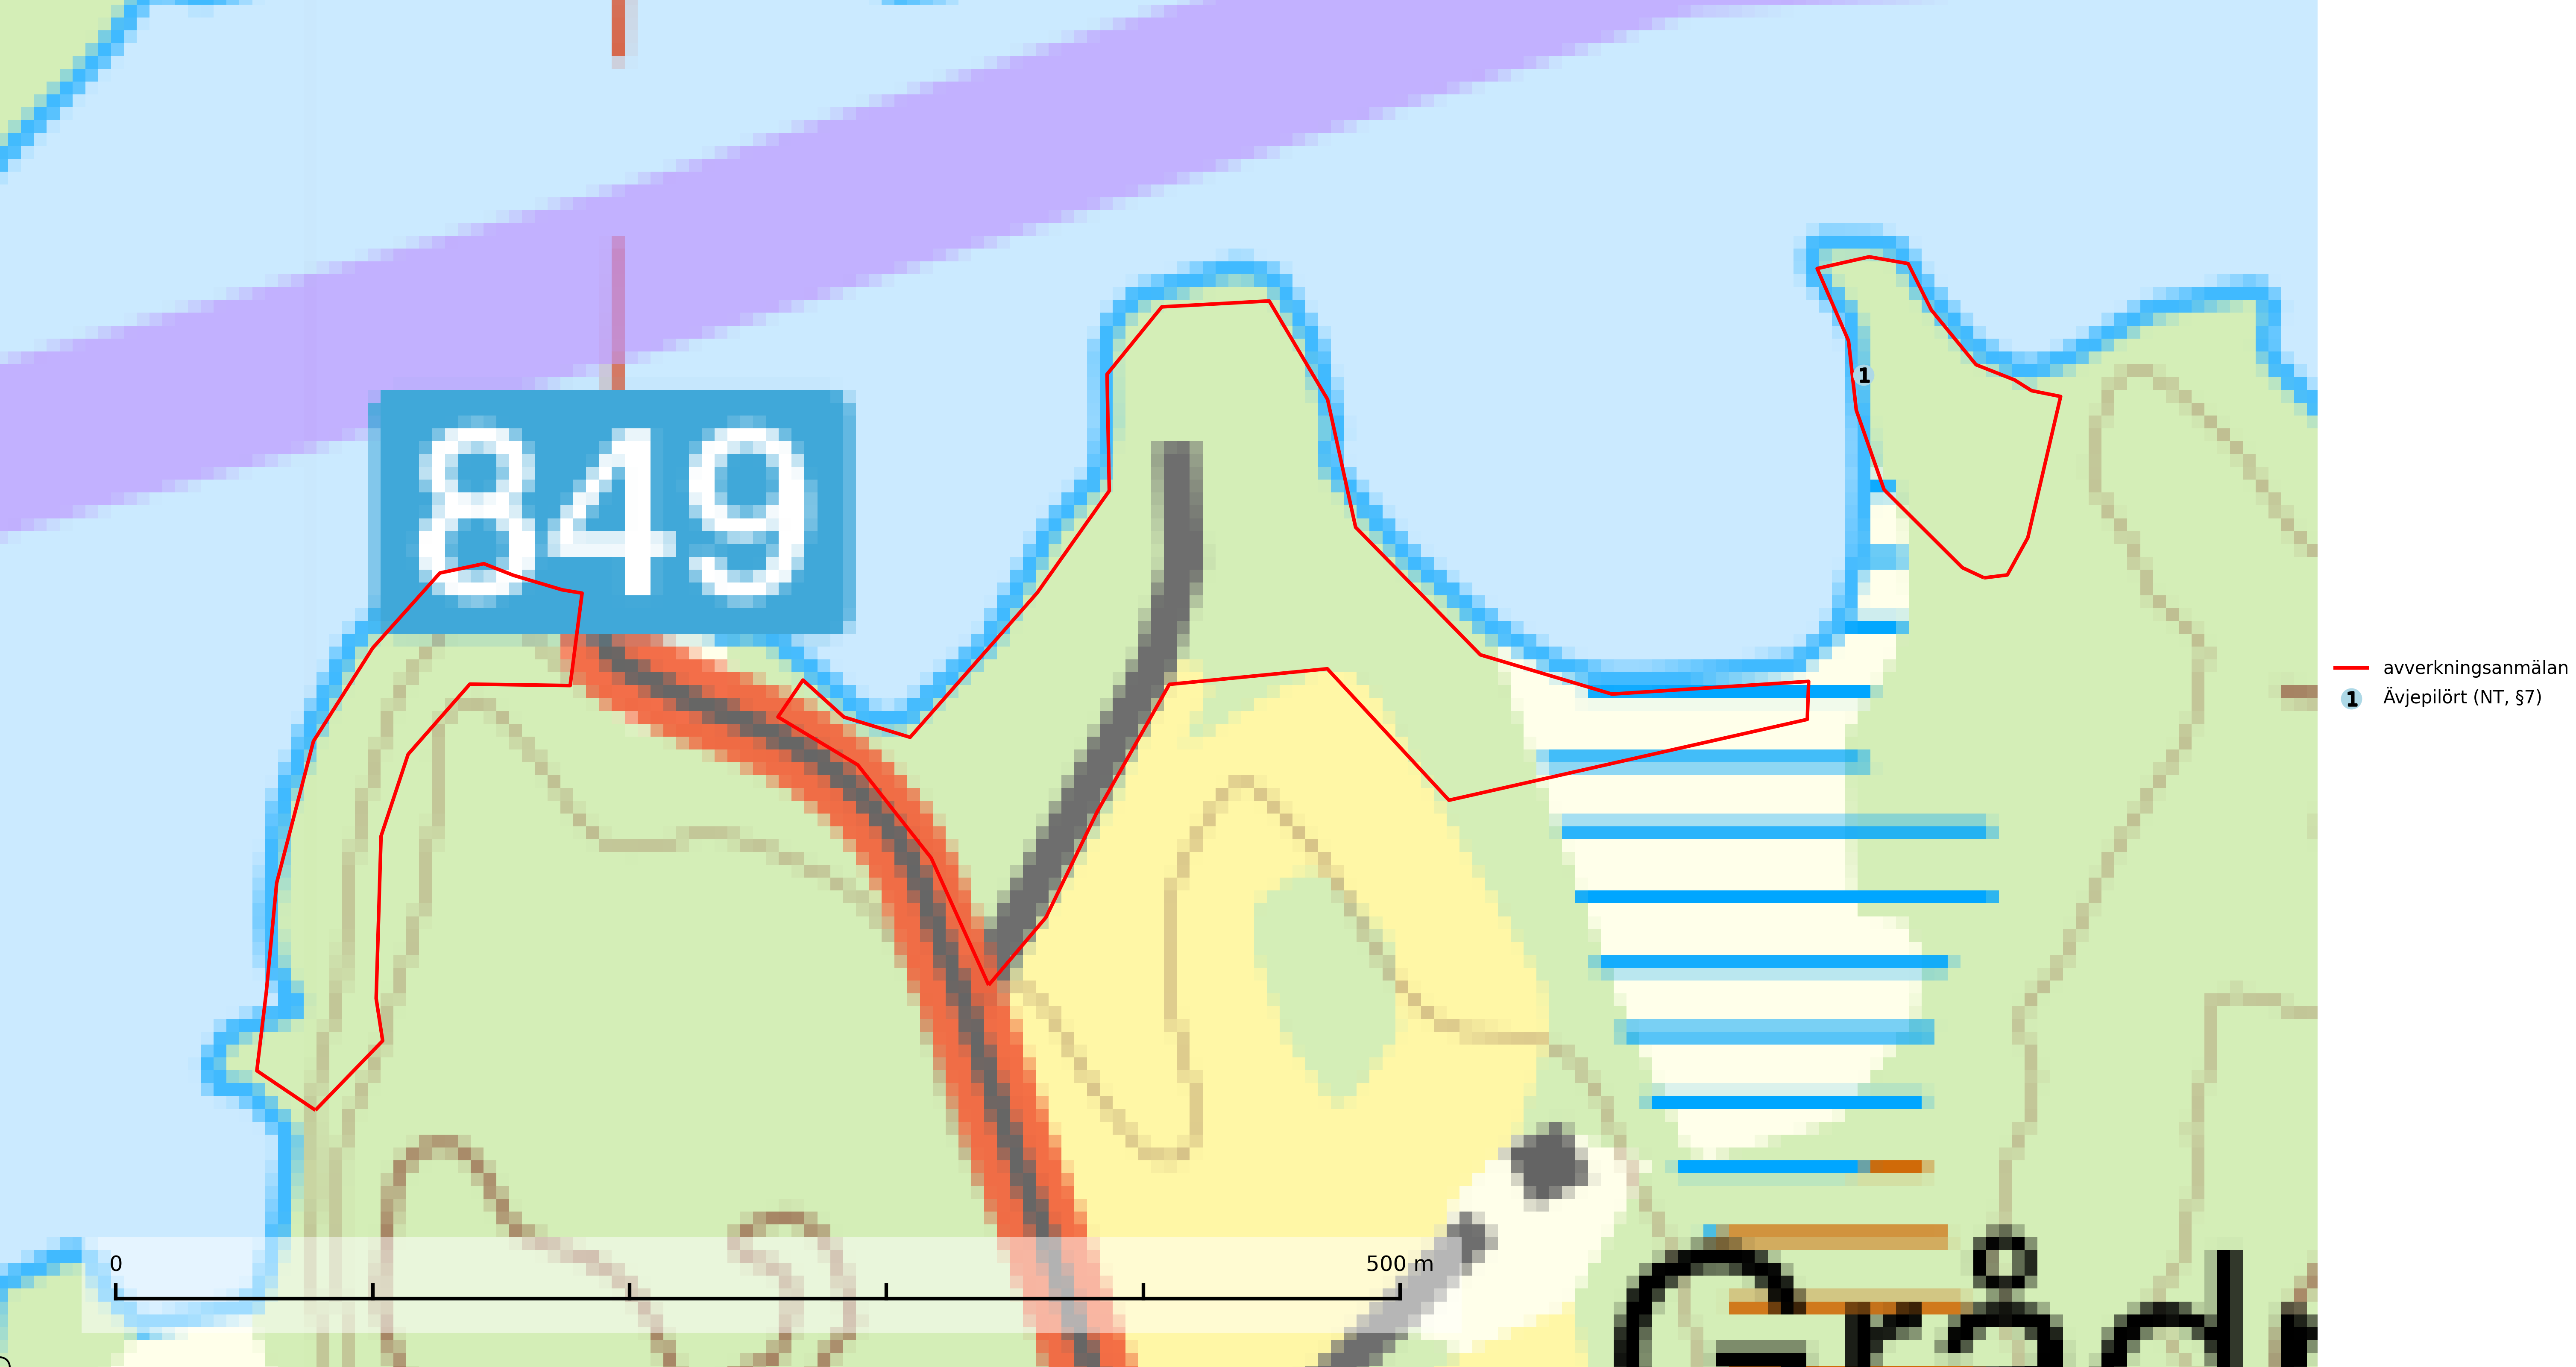 849
1
0
500 m
avverkningsanmälan
1 Ävjepilört (NT, §7)